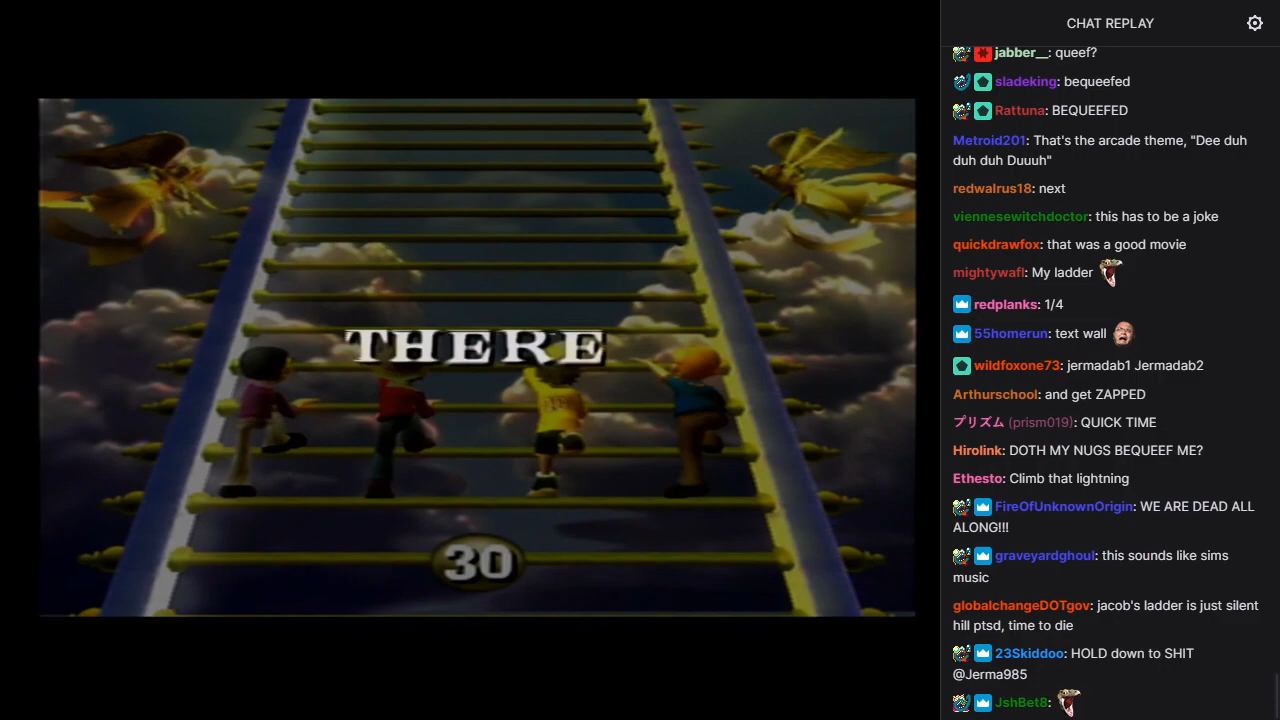 THERE
30
CHAT REPLAY
jabber__: queef?
sladeking: bequeefed
Rattuna: BEQUEEFED
Metroid201: That's the arcade theme, "Dee duh
duh duh Duuuh"
redwalrus18: next
viennesewitchdoctor: this has to be a joke
quickdrawfox: that was a good movie
mightywafl: My ladder
redplanks: 1/4
55homerun: text wall
wildfoxone73: jermadab1 Jermadab2
Arthurschool: and get ZAPPED
プリズム (prism019): QUICK TIME
Hirolink: DOTH MY NUGS BEQUEEF ME?
Ethesto: Climb that lightning
FireOfUnknownOrigin: WE ARE DEAD ALL
ALONG!!!
graveyardghoul: this sounds like sims
music
globalchangeDOTgov: jacob's ladder is just silent
hill ptsd, time to die
23Skiddoo: HOLD down to SHIT
@Jerma985
JshBet8: